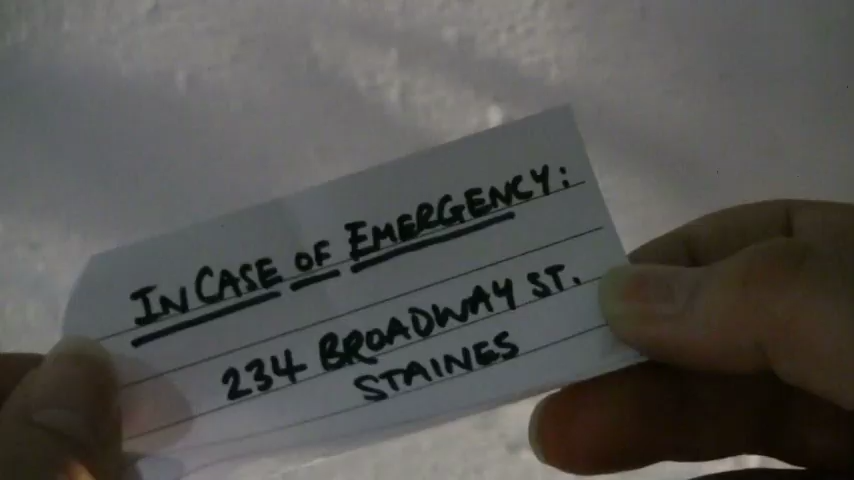 IN CASE OF EMERGENCY:
234 BROADWAY ST.
STAINES